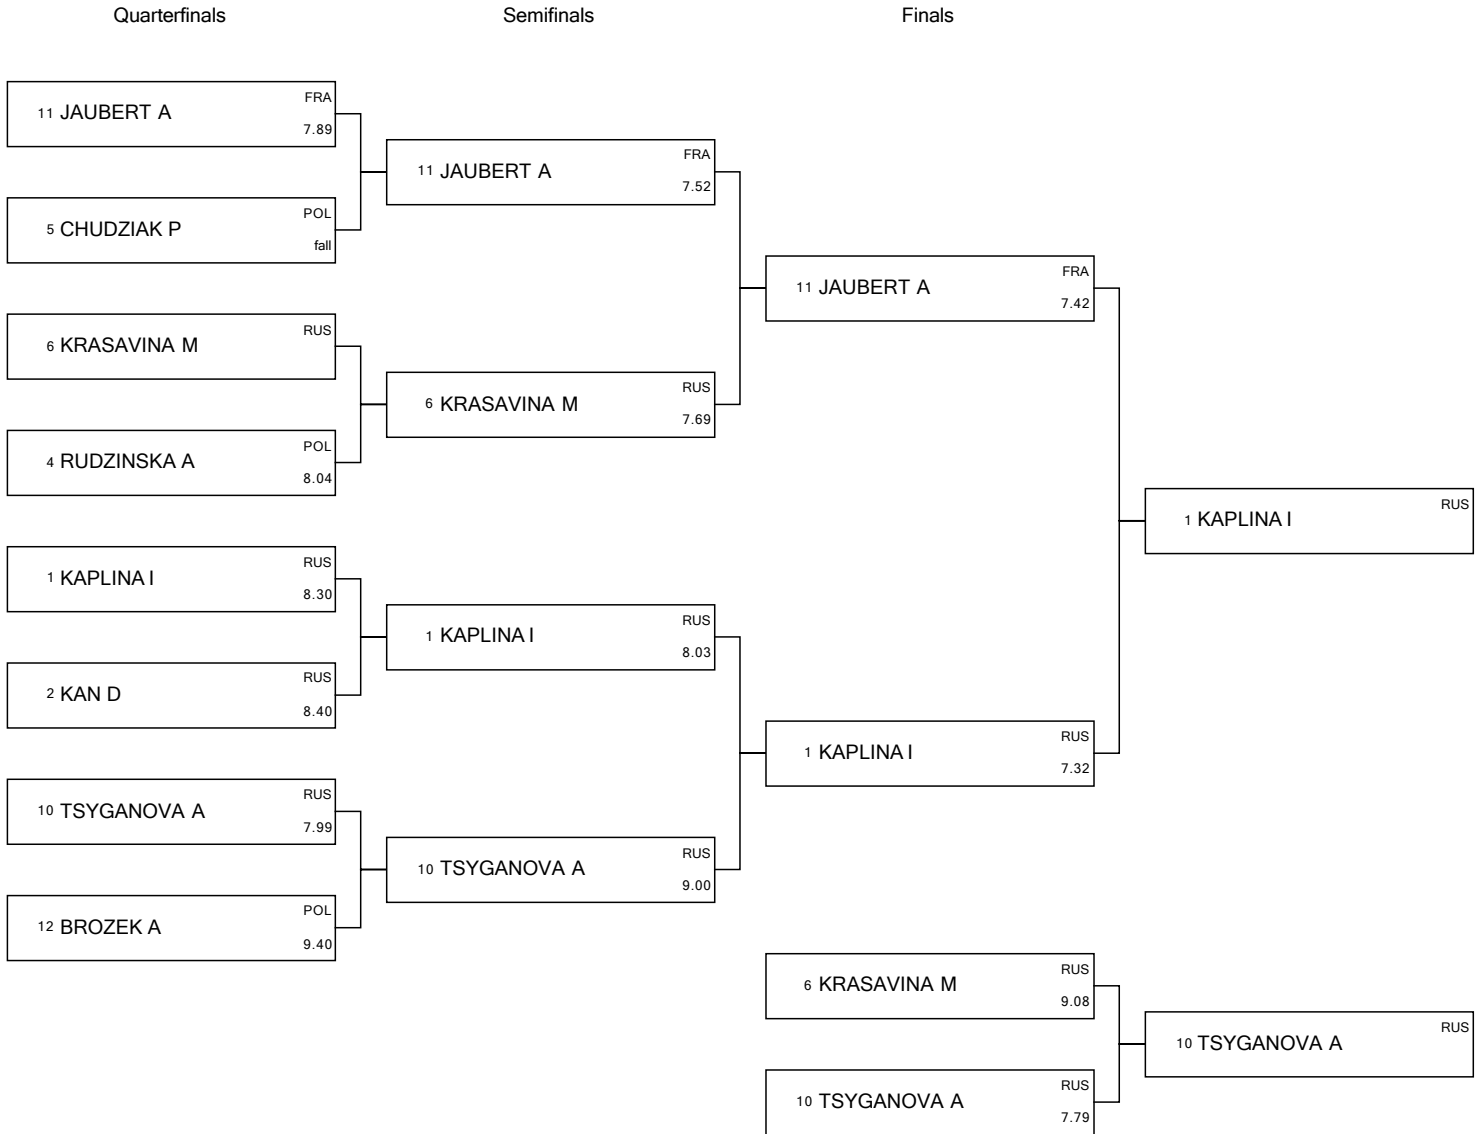 Quarterfinals Semifinals Finals
11 JAUBERT A FRA 7.89
5 CHUDZIAK P POL fall
6 KRASAVINA M RUS
4 RUDZINSKA A POL 8.04
1 KAPLINA I RUS 8.30
2 KAN D RUS 8.40
10 TSYGANOVA A RUS 7.99
12 BROZEK A POL 9.40
11 JAUBERT A FRA 7.52
6 KRASAVINA M RUS 7.69
1 KAPLINA I RUS 8.03
10 TSYGANOVA A RUS 9.00
11 JAUBERT A FRA 7.42
1 KAPLINA I RUS 7.32
6 KRASAVINA M RUS 9.08
10 TSYGANOVA A RUS 7.79
1 KAPLINA I RUS
10 TSYGANOVA A RUS